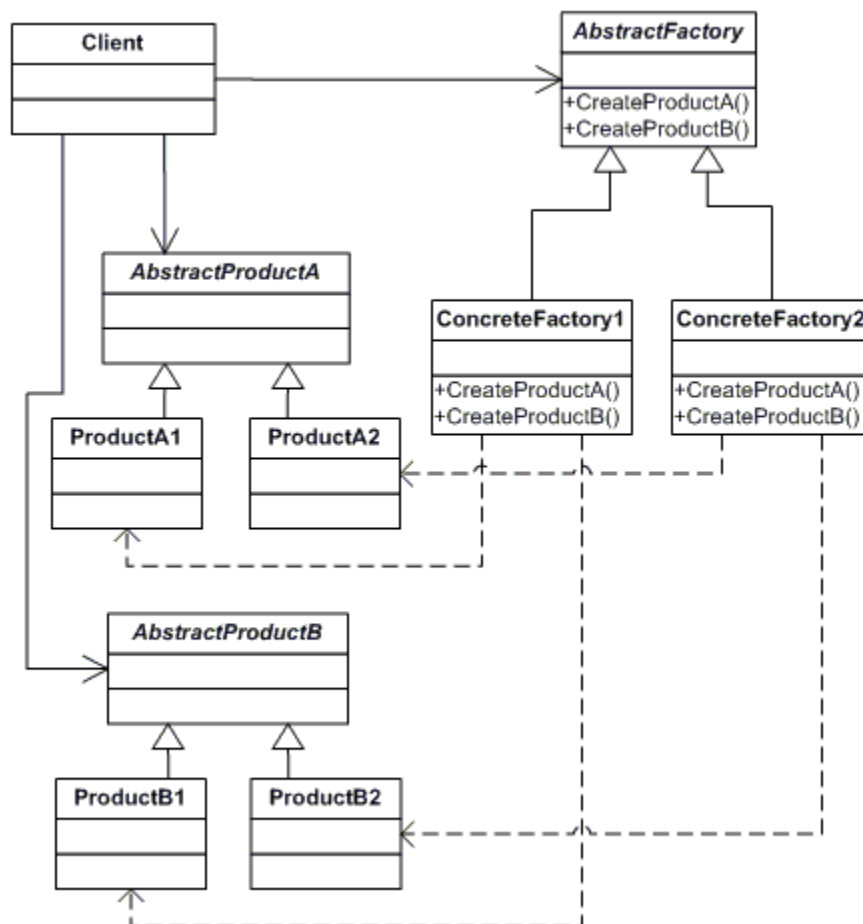 Client
AbstractFactory
+CreateProductA()
+CreateProductB()
AbstractProductA
ConcreteFactory1
+CreateProductA()
+CreateProductB()
ConcreteFactory2
+CreateProductA()
+CreateProductB()
ProductA1
ProductA2
AbstractProductB
ProductB1
ProductB2